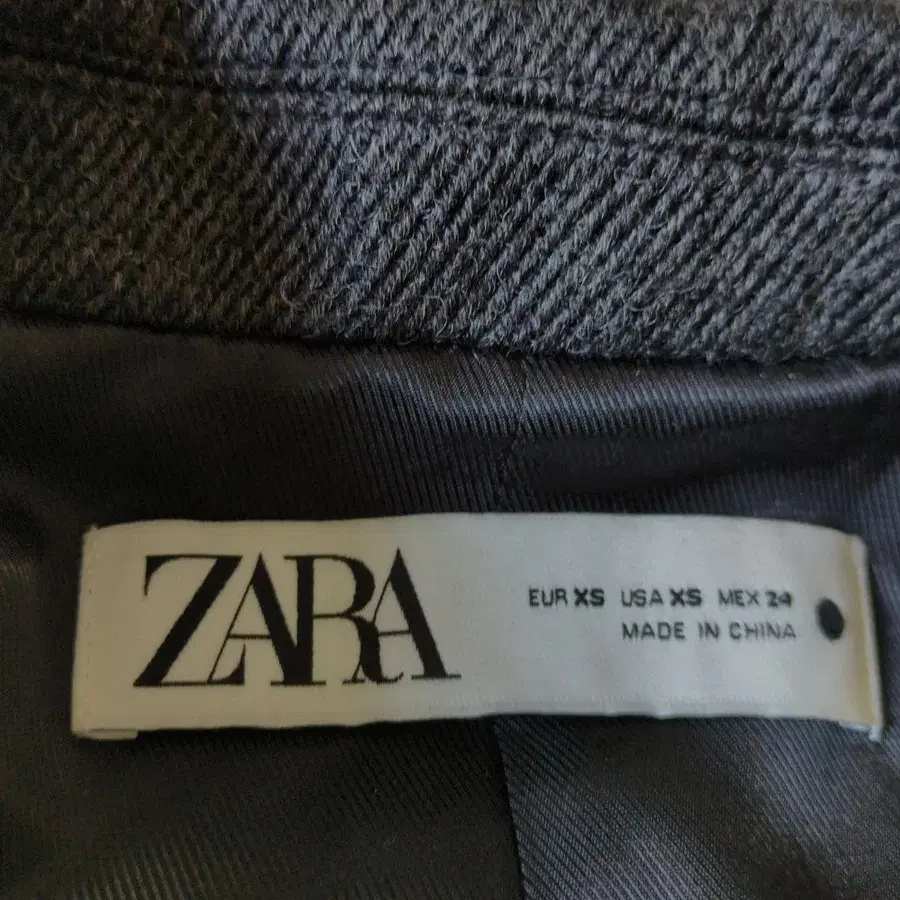 ZARA
EUR XS USA XS MEX 24
MADE IN CHINA